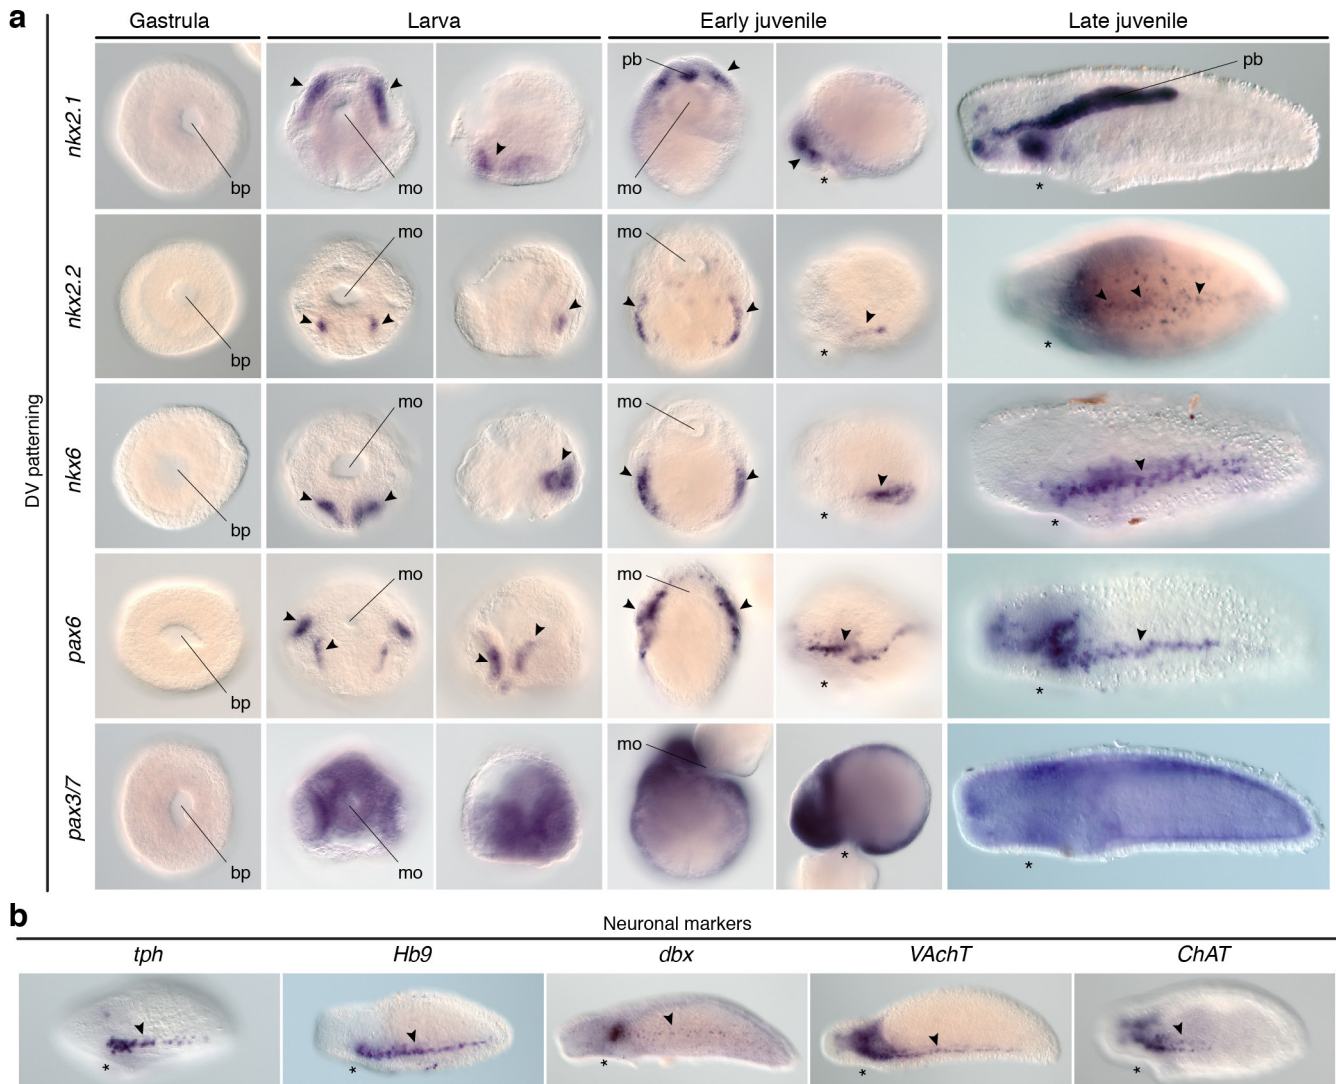 a
Gastrula Larva Early juvenile Late juvenile
DV patterning
nkx2.1
bp mo pb mo * pb *
nkx2.2
bp mo mo * *
nkx6
bp mo mo * *
pax6
bp mo mo * *
pax3/7
bp mo mo * *
b
Neuronal markers
tph Hb9 dbx VAchT ChAT
* * * * *